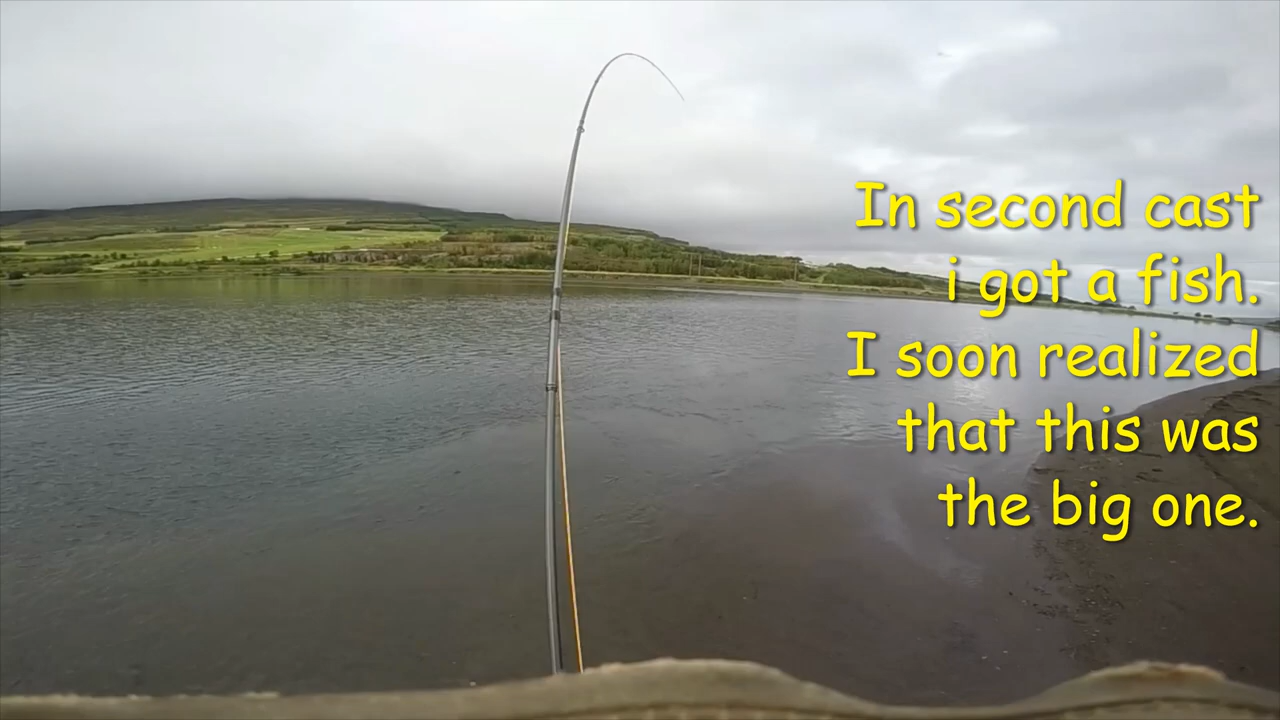 In second cast
i got a fish.
I soon realized
that this was
the big one.